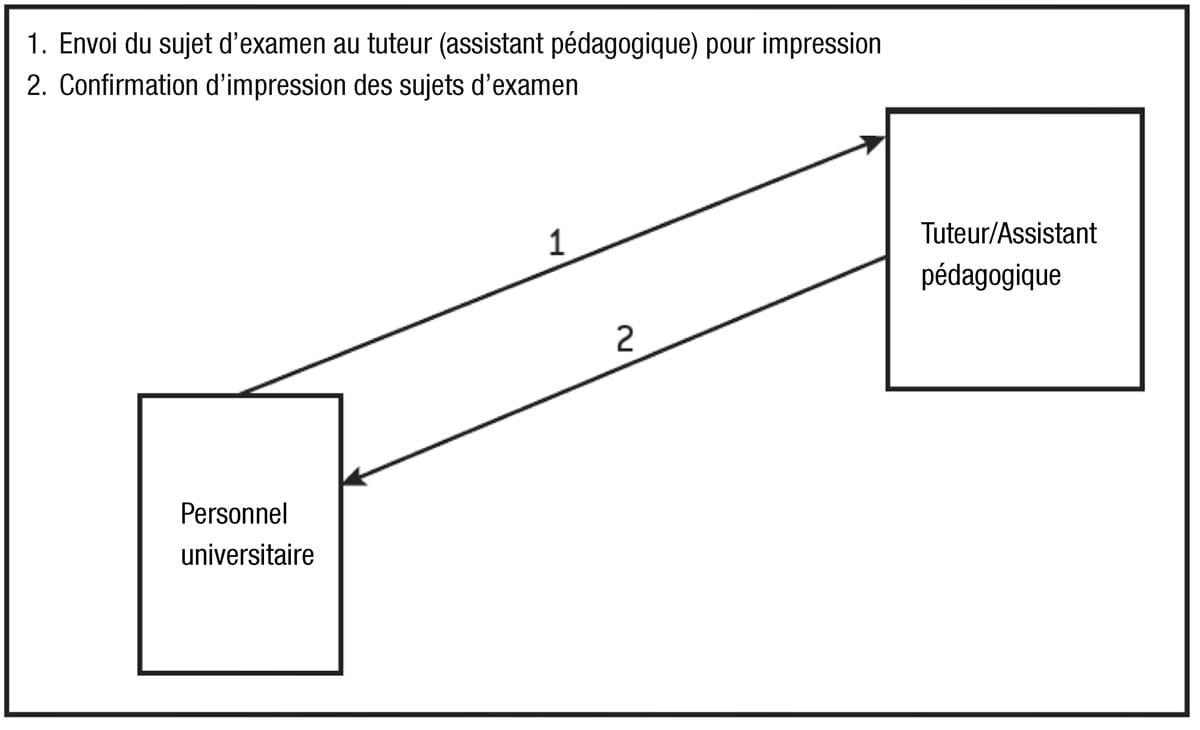 1. Envoi du sujet d’examen au tuteur (assistant pédagogique) pour impression
2. Confirmation d’impression des sujets d’examen
1
Tuteur/Assistant
pédagogique
2
Personnel
universitaire